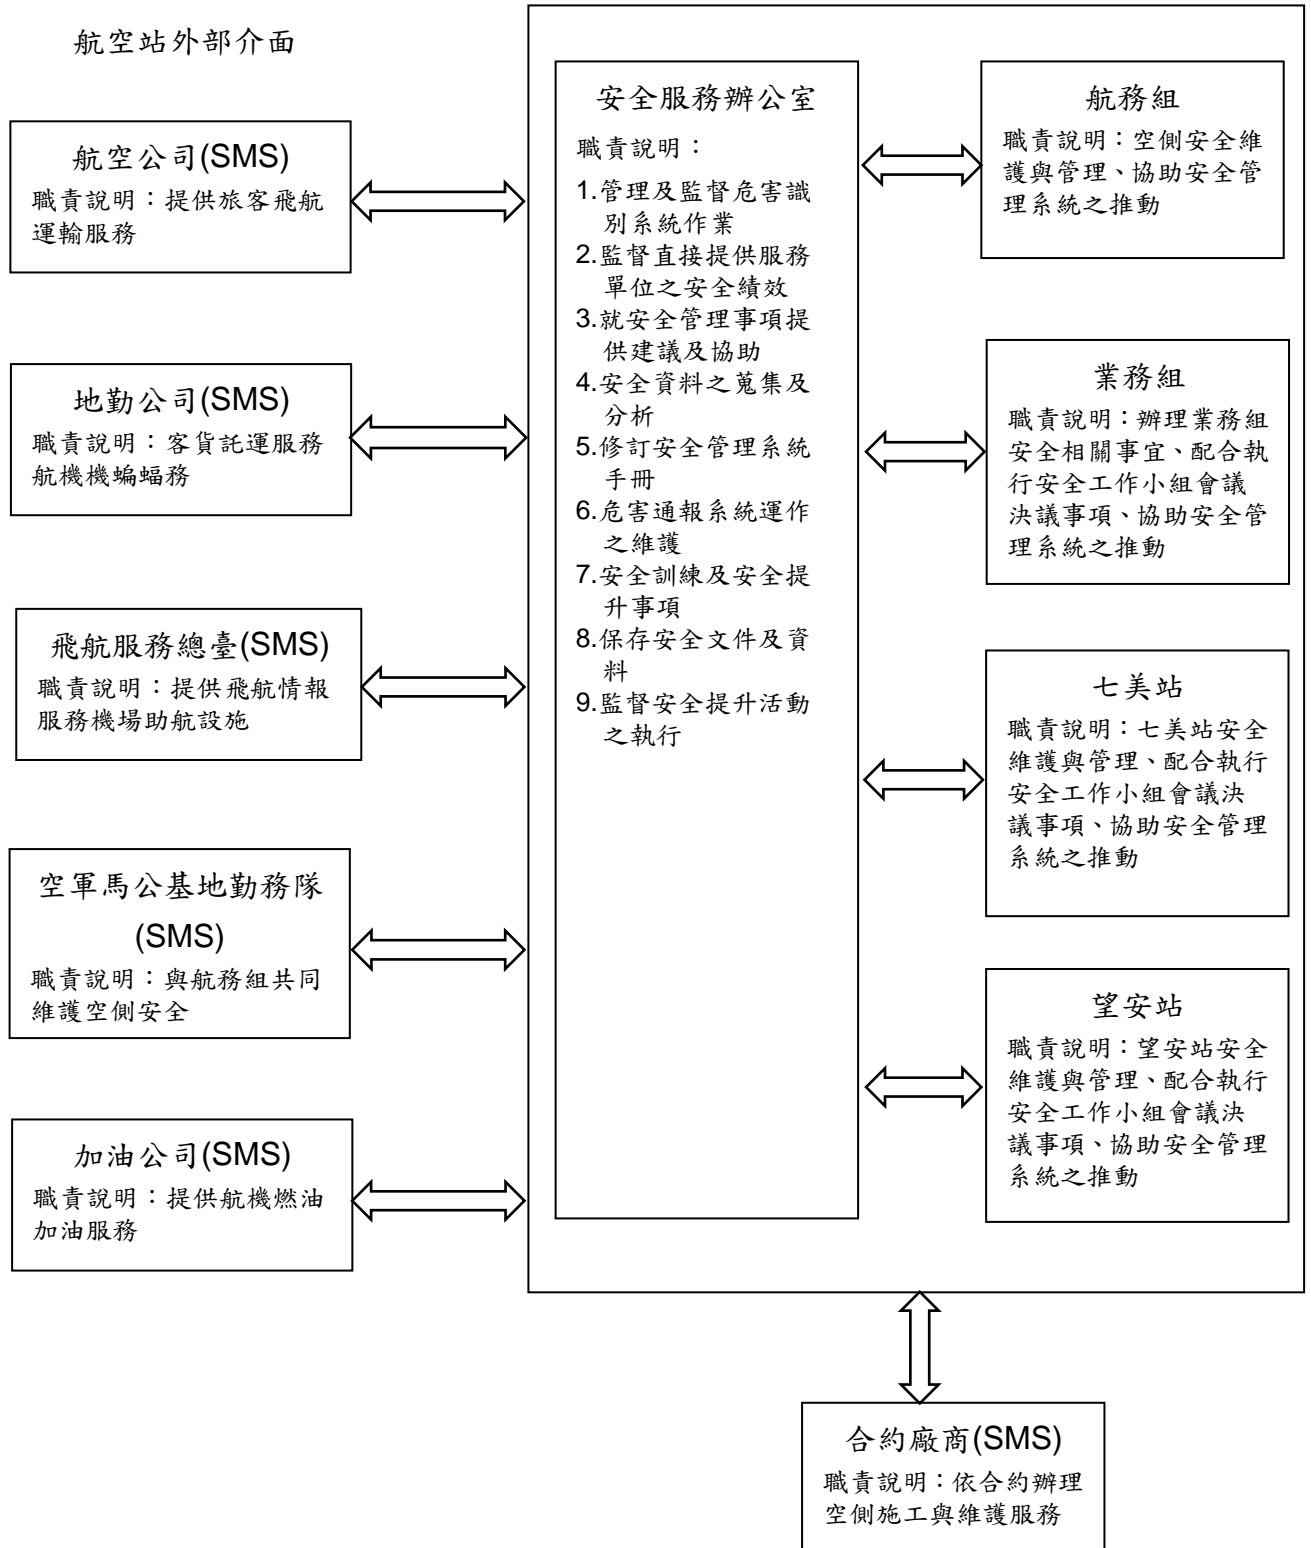 航空站外部介面
航空公司(SMS)
職責說明：提供旅客飛航
運輸服務
地勤公司(SMS)
職責說明：客貨託運服務
航機機蝙蝠務
飛航服務總臺(SMS)
職責說明：提供飛航情報
服務機場助航設施
空軍馬公基地勤務隊
(SMS)
職責說明：與航務組共同
維護空側安全
加油公司(SMS)
職責說明：提供航機燃油
加油服務
安全服務辦公室
職責說明：
1.管理及監督危害識
別系統作業
2.監督直接提供服務
單位之安全績效
3.就安全管理事項提
供建議及協助
4.安全資料之蒐集及
分析
5.修訂安全管理系統
手冊
6.危害通報系統運作
之維護
7.安全訓練及安全提
升事項
8.保存安全文件及資
料
9.監督安全提升活動
之執行
航務組
職責說明：空側安全維
護與管理、協助安全管
理系統之推動
業務組
職責說明：辦理業務組
安全相關事宜、配合執
行安全工作小組會議
決議事項、協助安全管
理系統之推動
七美站
職責說明：七美站安全
維護與管理、配合執行
安全工作小組會議決
議事項、協助安全管理
系統之推動
望安站
職責說明：望安站安全
維護與管理、配合執行
安全工作小組會議決
議事項、協助安全管理
系統之推動
合約廠商(SMS)
職責說明：依合約辦理
空側施工與維護服務